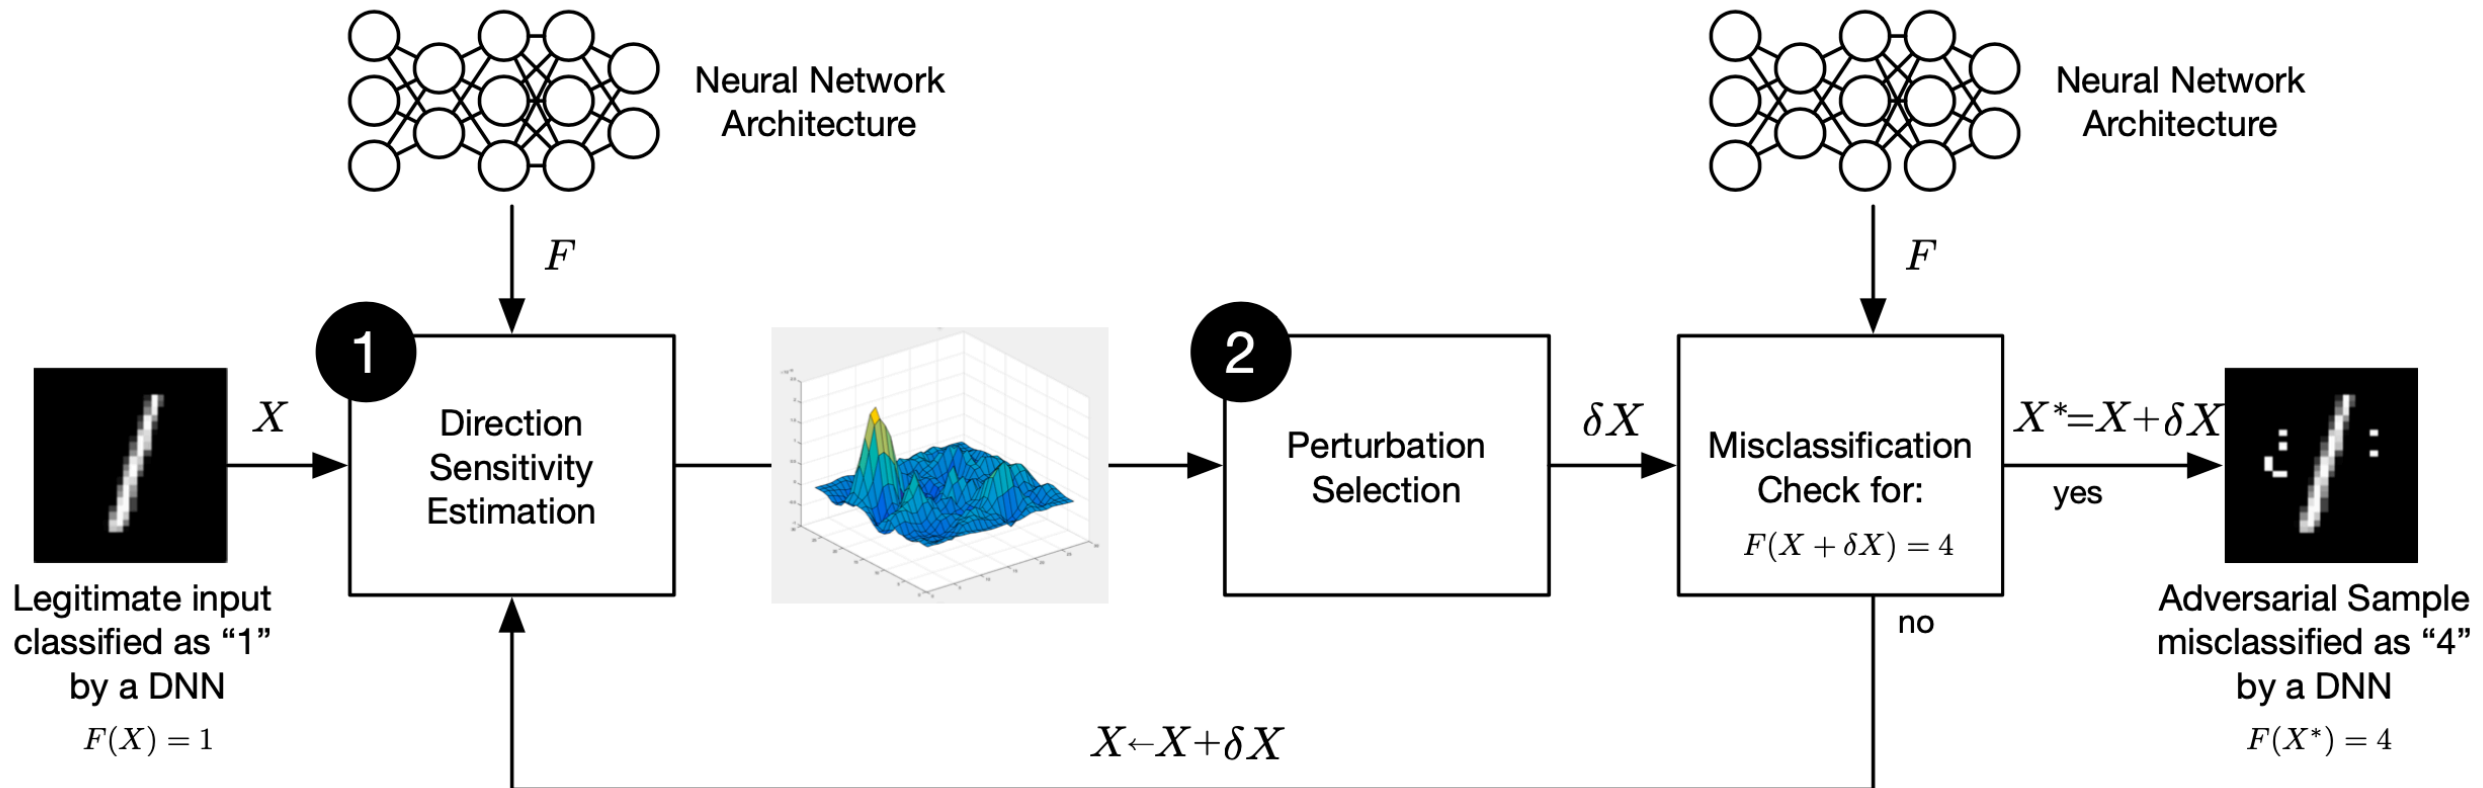 Neural Network
Architecture
Neural Network
Architecture
F
F
1
2
X
Direction
Sensitivity
Estimation
Perturbation
Selection
δX
Misclassification
Check for:
F(X + δX) = 4
X*=X+δX
yes
no
Legitimate input
classified as “1”
by a DNN
F(X) = 1
Adversarial Sample
misclassified as “4”
by a DNN
F(X*) = 4
X←X+δX